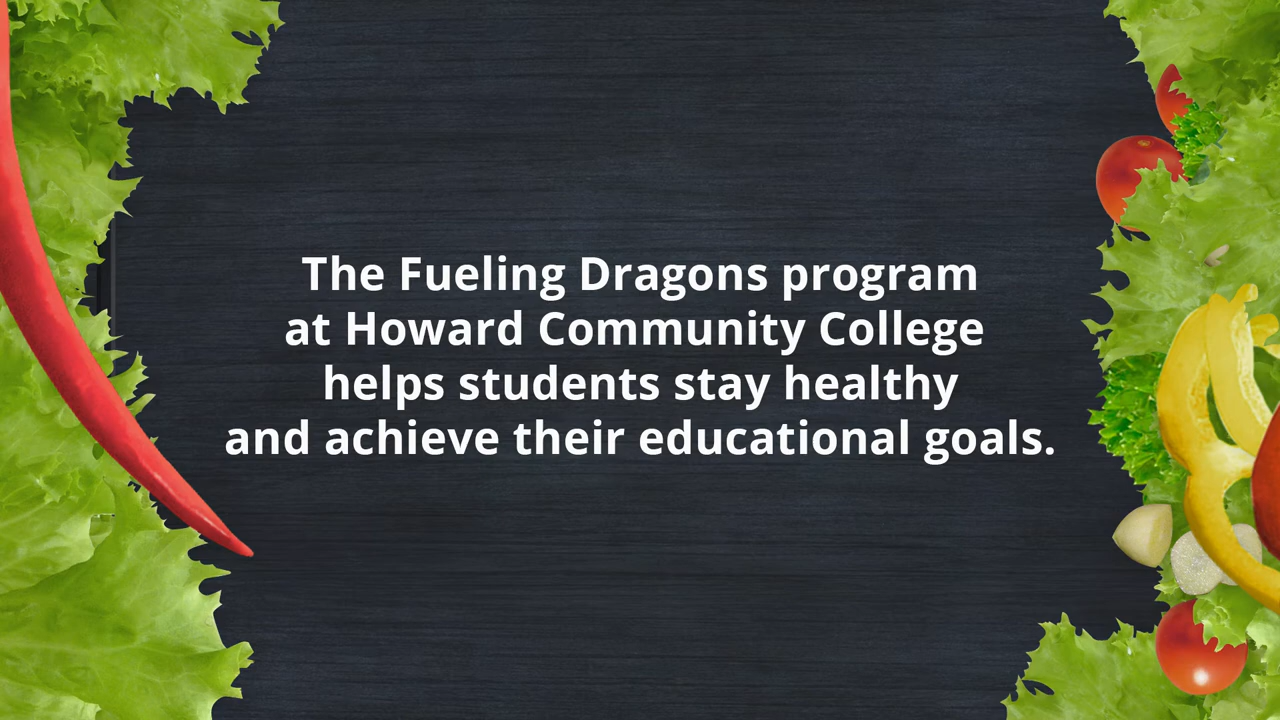 The Fueling Dragons program
at Howard Community College
helps students stay healthy
and achieve their educational goals.